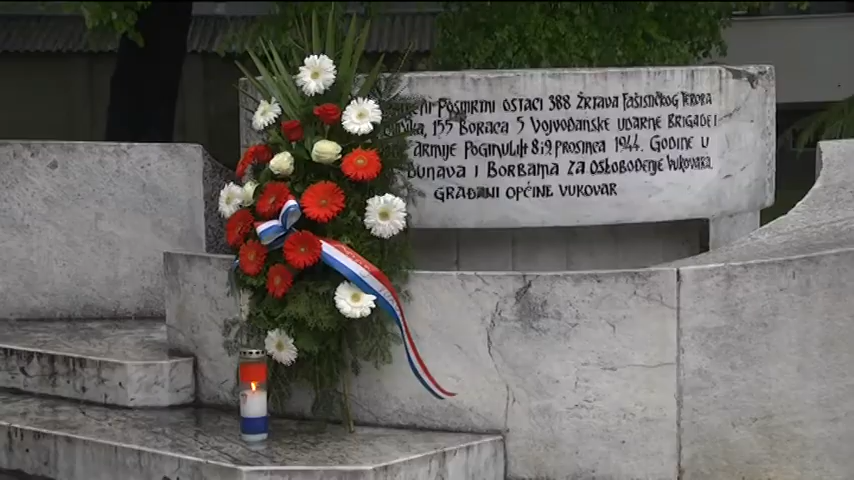 POSMRTNI OSTACI 388 ŽRTAVA FAŠISTIČKOG TERORA
155 BORACA 5 VOJVOĐANSKE UDARNE BRIGADE I
ARMIJE POGINULIH 8 I 9 PROSINCA 1944. GODINE U
BUNAVA I BORBAMA ZA OSLOBOĐENJE VUKOVARA
GRAĐANI OPĆINE VUKOVAR